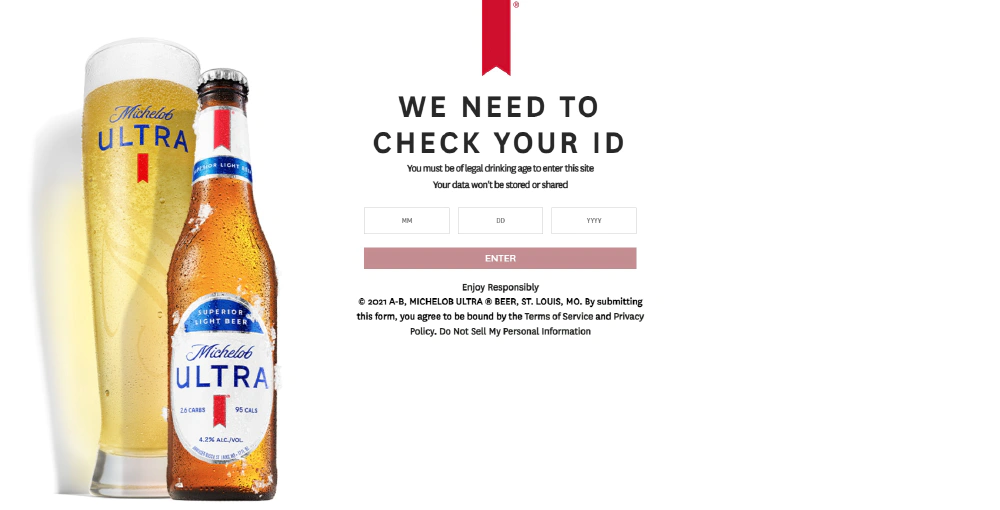 ®
WE NEED TO
CHECK YOUR ID
You must be of legal drinking age to enter this site
Your data won't be stored or shared
MM DD YYYY
ENTER
Enjoy Responsibly
© 2021 A-B, MICHELOB ULTRA ® BEER, ST. LOUIS, MO. By submitting
this form, you agree to be bound by the Terms of Service and Privacy
Policy. Do Not Sell My Personal Information
Michelob
ULTRA
SUPERIOR
LIGHT BEER
Michelob
ULTRA
2.6 CARBS 95 CALS
4.2% ALC./VOL.